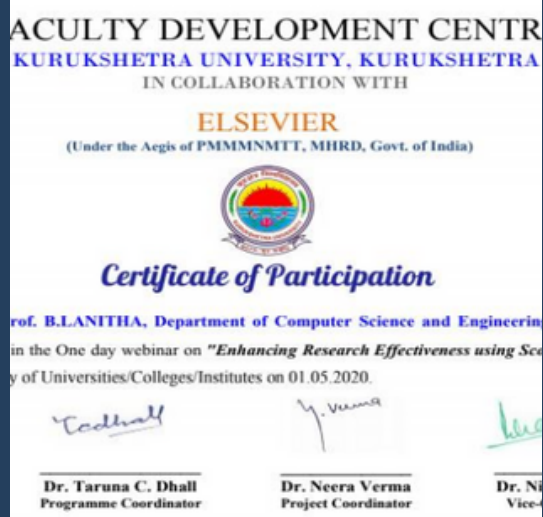 ACULTY DEVELOPMENT CENTR
KURUKSHETRA UNIVERSITY, KURUKSHETRA
IN COLLABORATION WITH
ELSEVIER
(Under the Aegis of PMMMNMTT, MHRD, Govt. of India)
Certificate of Participation
rof. B.LANITHA, Department of Computer Science and Engineering
in the One day webinar on "Enhancing Research Effectiveness using Sco
y of Universities/Colleges/Institutes on 01.05.2020.
Y. Verma
Dr. Taruna C. Dhall Dr. Neera Verma Dr. Ni
Programme Coordinator Project Coordinator Vice-